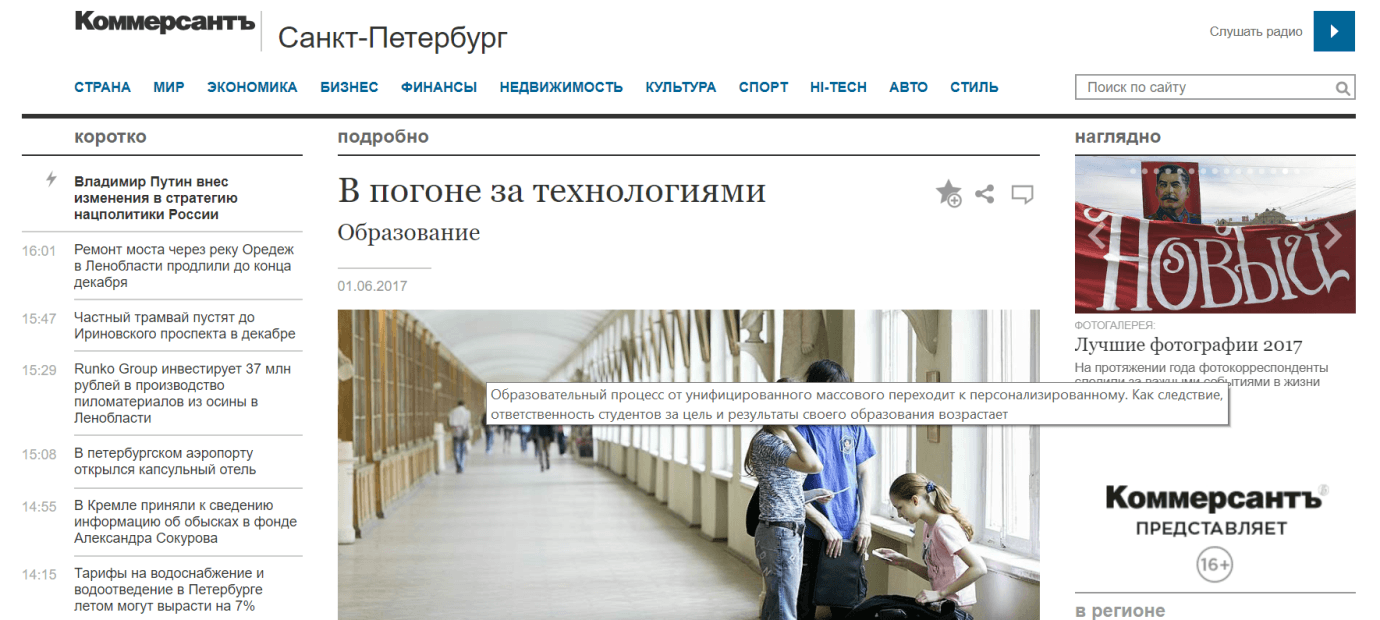 Коммерсантъ
Санкт-Петербург
Слушать радио
СТРАНА МИР ЭКОНОМИКА БИЗНЕС ФИНАНСЫ НЕДВИЖИМОСТЬ КУЛЬТУРА СПОРТ HI-TECH АВТО СТИЛЬ
Поиск по сайту
коротко
Владимир Путин внес
изменения в стратегию
нацполитики России
16:01 Ремонт моста через реку Оредеж
в Ленобласти продлили до конца
декабря
15:47 Частный трамвай пустят до
Ириновского проспекта в декабре
15:29 Runko Group инвестирует 37 млн
рублей в производство
пиломатериалов из осины в
Ленобласти
15:08 В петербургском аэропорту
открылся капсульный отель
14:55 В Кремле приняли к сведению
информацию об обысках в фонде
Александра Сокурова
14:15 Тарифы на водоснабжение и
водоотведение в Петербурге
летом могут вырасти на 7%
подробно
В погоне за технологиями
Образование
01.06.2017
Образовательный процесс от унифицированного массового переходит к персонализированному. Как следствие,
ответственность студентов за цель и результаты своего образования возрастает
наглядно
НОВЫЙ
ФОТОГАЛЕРЕЯ:
Лучшие фотографии 2017
На протяжении года фотокорреспонденты
следили за важными событиями в жизни
Коммерсантъ
ПРЕДСТАВЛЯЕТ
16+
в регионе